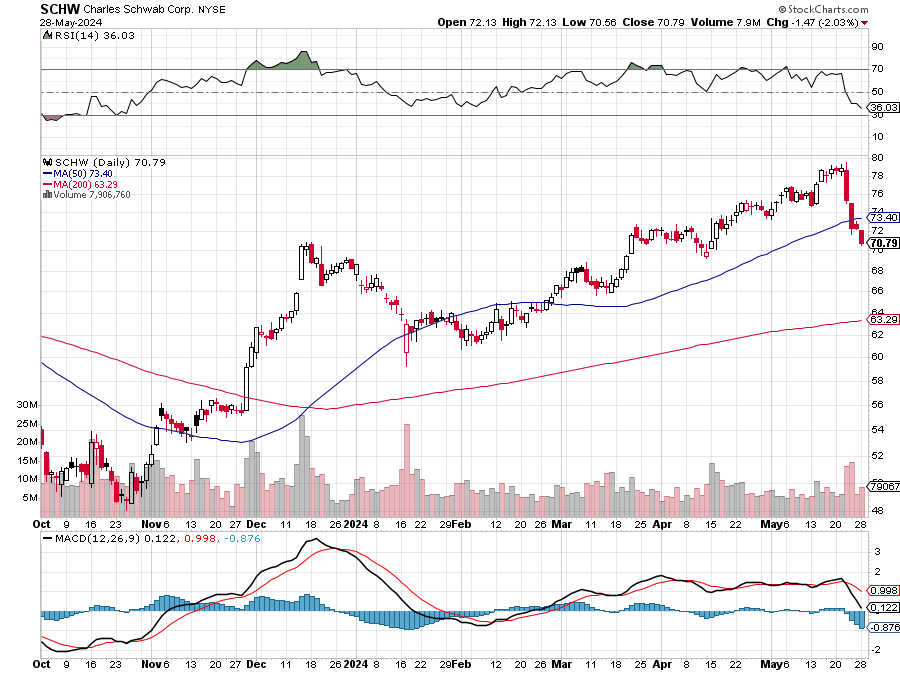 SCHW Charles Schwab Corp. NYSE
© StockCharts.com
28-May-2024
Open 72.13 High 72.13 Low 70.56 Close 70.79 Volume 7.9M Chg -1.47 (-2.03%)
RSI(14) 36.03
90
70
50
36.03
30
10
SCHW (Daily) 70.79
MA(50) 73.40
MA(200) 63.29
Volume 7,906,760
80
78
76
74
73.40
72
70.79
70
68
66
64
63.29
62
60
58
56
54
52
48
30M
25M
20M
15M
10M
5M
79067
Oct 9 16 23 Nov 6 13 20 27 Dec 11 18 26 2024 8 16 22 29 Feb 12 20 26 Mar 11 18 25 Apr 8 15 22 May 6 13 20 28
MACD(12,26,9) 0.122, 0.998, -0.876
3
2
0.998
0.122
-0.876
-2
Oct 9 16 23 Nov 6 13 20 27 Dec 11 18 26 2024 8 16 22 29 Feb 12 20 26 Mar 11 18 25 Apr 8 15 22 May 6 13 20 28